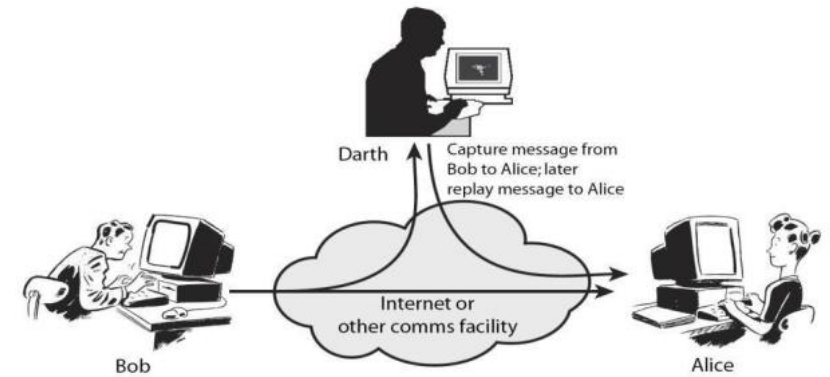 Darth
Capture message from
Bob to Alice; later
replay message to Alice
Internet or
other comms facility
Bob
Alice